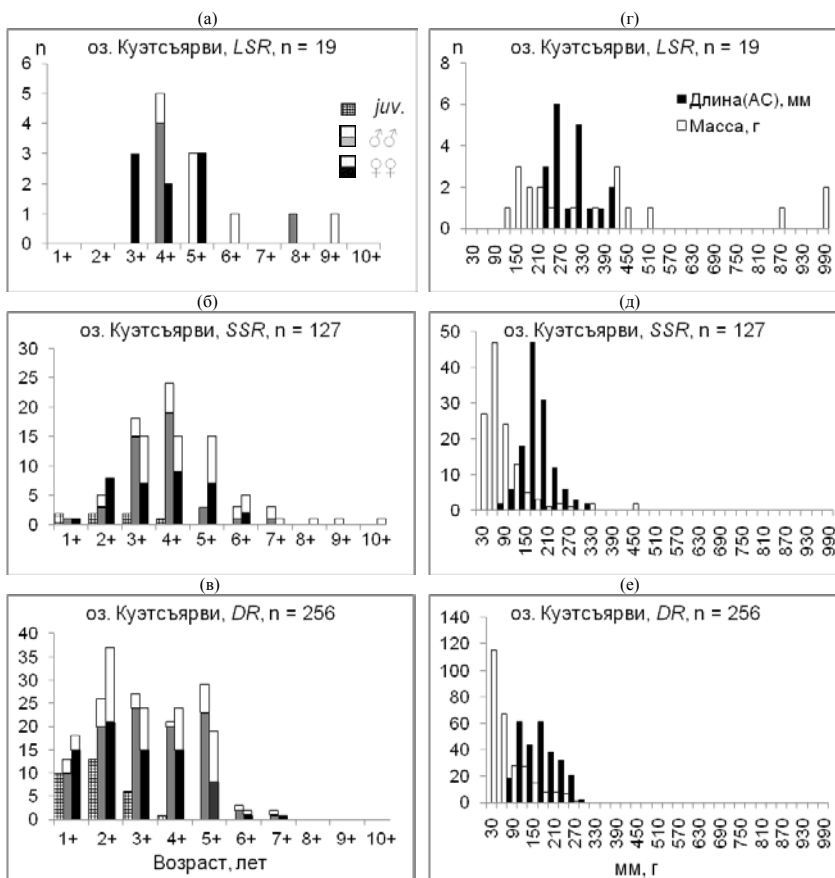 (а)
оз. Куэтсъярви, LSR, n = 19
n
6
5
4
3
2
1
0
juv.
♂♂
♀♀
1+ 2+ 3+ 4+ 5+ 6+ 7+ 8+ 9+ 10+
(г)
оз. Куэтсъярви, LSR, n = 19
n
8
6
4
2
0
Длина(АС), мм
Масса, г
30 90 150 210 270 330 390 450 510 570 630 690 750 810 870 930 990
(б)
оз. Куэтсъярви, SSR, n = 127
30
25
20
15
10
5
0
1+ 2+ 3+ 4+ 5+ 6+ 7+ 8+ 9+ 10+
(д)
оз. Куэтсъярви, SSR, n = 127
50
40
30
20
10
0
30 90 150 210 270 330 390 450 510 570 630 690 750 810 870 930 990
(в)
оз. Куэтсъярви, DR, n = 256
40
35
30
25
20
15
10
5
0
1+ 2+ 3+ 4+ 5+ 6+ 7+ 8+ 9+ 10+
Возраст, лет
(е)
оз. Куэтсъярви, DR, n = 256
140
120
100
80
60
40
20
0
30 90 150 210 270 330 390 450 510 570 630 690 750 810 870 930 990
мм, г